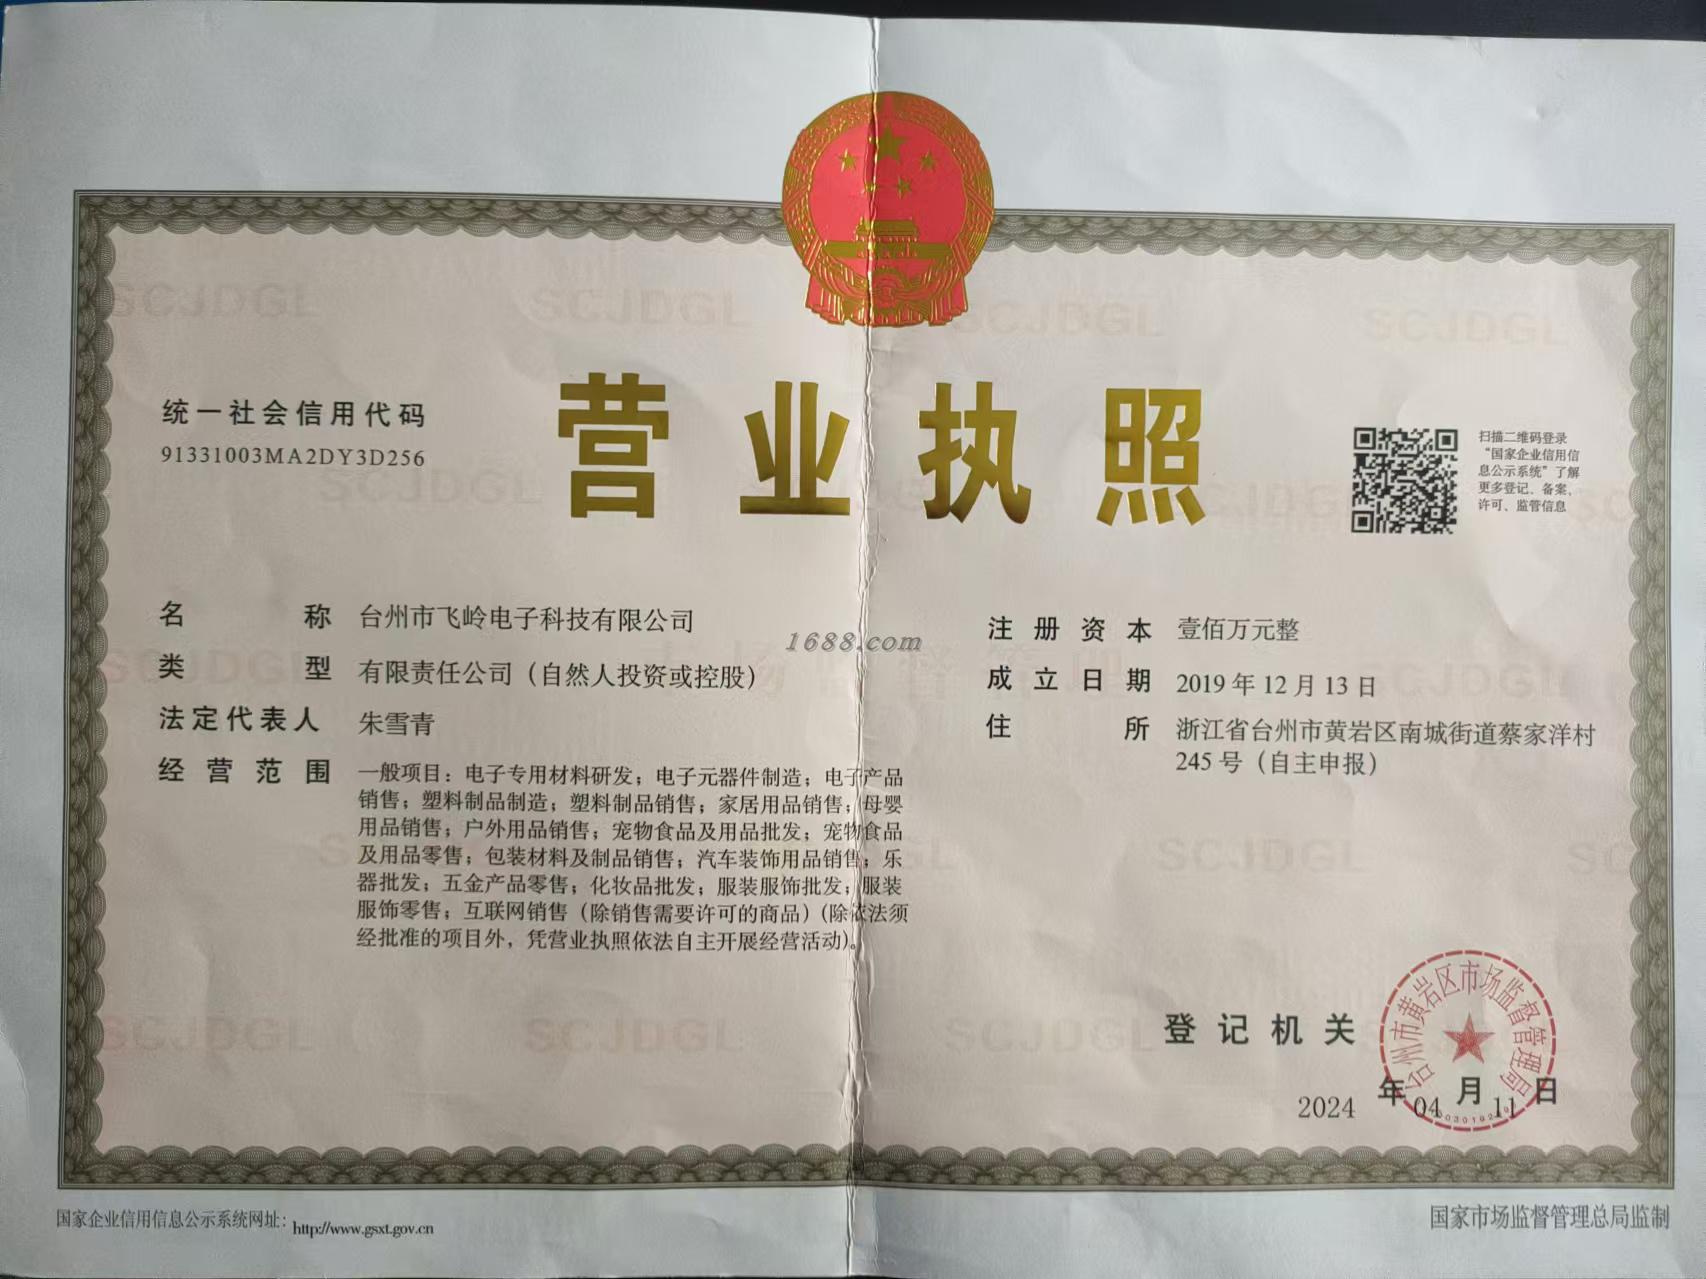 营业执照
统一社会信用代码
91331003MA2DY3D256
扫描二维码登录
“国家企业信用信
息公示系统”了解
更多登记、备案、
许可、监管信息
名称 台州市飞岭电子科技有限公司
类型 有限责任公司（自然人投资或控股）
法定代表人 朱雪青
经营范围 一般项目：电子专用材料研发；电子元器件制造；电子产品
销售；塑料制品制造；塑料制品销售；家居用品销售；母婴
用品销售；户外用品销售；宠物食品及用品批发；宠物食品
及用品零售；包装材料及制品销售；汽车装饰用品销售；乐
器批发；五金产品零售；化妆品批发；服装服饰批发；服装
服饰零售；互联网销售（除销售需要许可的商品）（除依法须
经批准的项目外，凭营业执照依法自主开展经营活动）。
1688.com
注册资本 壹佰万元整
成立日期 2019年12月13日
住所 浙江省台州市黄岩区南城街道蔡家洋村
245号（自主申报）
登记机关
台州市黄岩区市场监督管理局
2024年04月11日
国家企业信用信息公示系统网址：http://www.gsxt.gov.cn
国家市场监督管理总局监制
SCJDGL